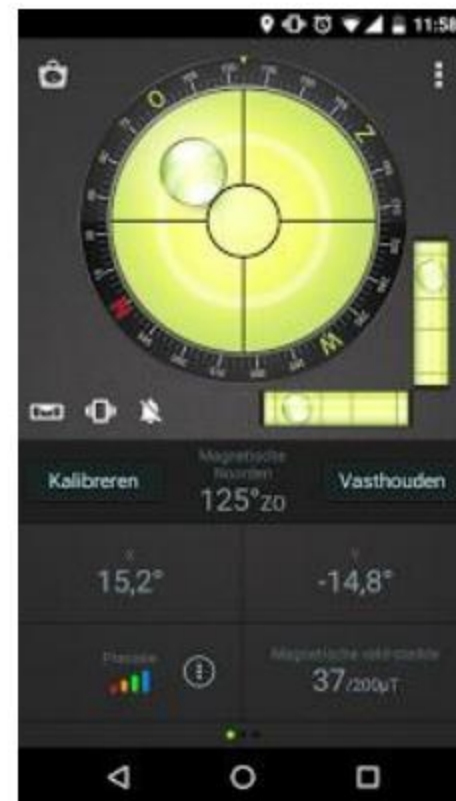 11:58
O
Z
N
W
Magnetische
Noorden
Kalibreren
125°ZO
Vasthouden
X
Y
15,2°
-14,8°
Precisie
Magnetische veldsterkte
37/200µT